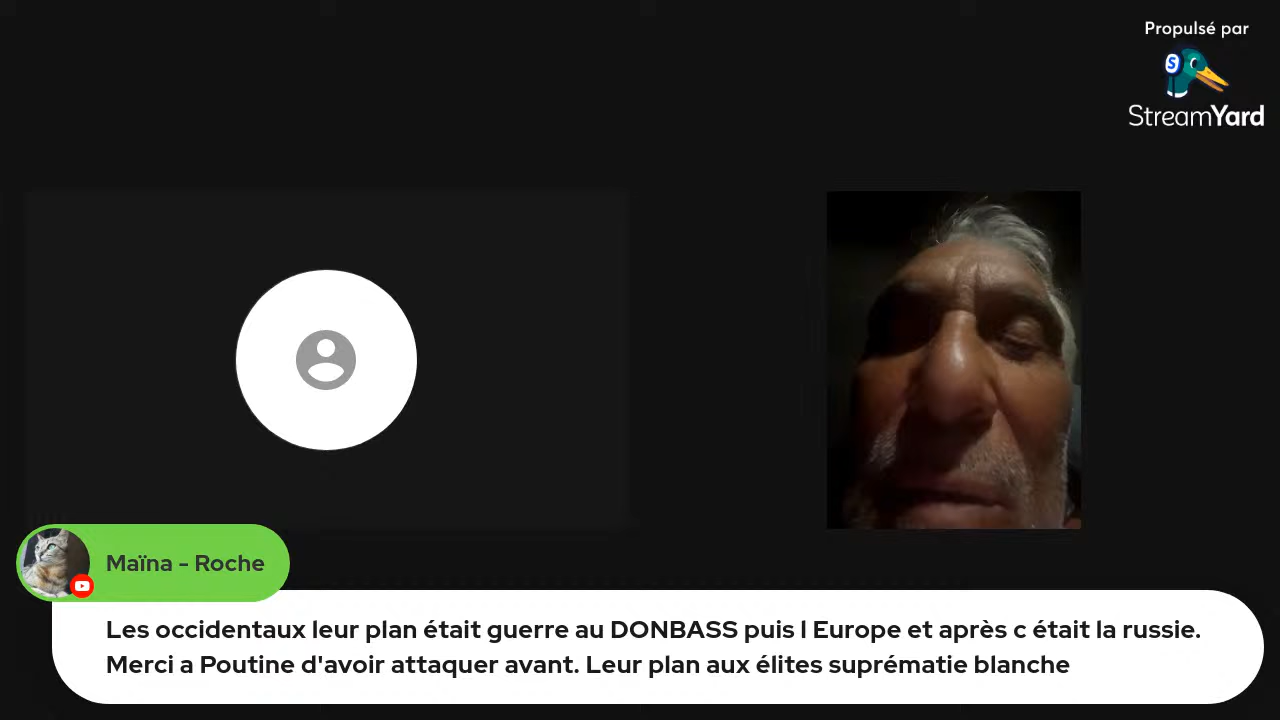 Propulsé par
S
StreamYard
Maïna - Roche
Les occidentaux leur plan était guerre au DONBASS puis l Europe et après c était la russie.
Merci a Poutine d'avoir attaquer avant. Leur plan aux élites suprématie blanche